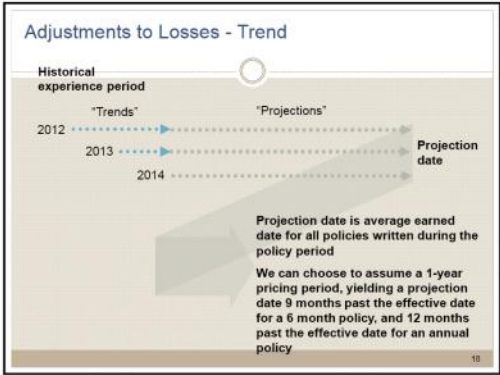 Adjustments to Losses - Trend
Historical
experience period
"Trends"
"Projections"
2012
2013
2014
Projection
date
Projection date is average earned
date for all policies written during the
policy period
We can choose to assume a 1-year
pricing period, yielding a projection
date 9 months past the effective date
for a 6 month policy, and 12 months
past the effective date for an annual
policy
18